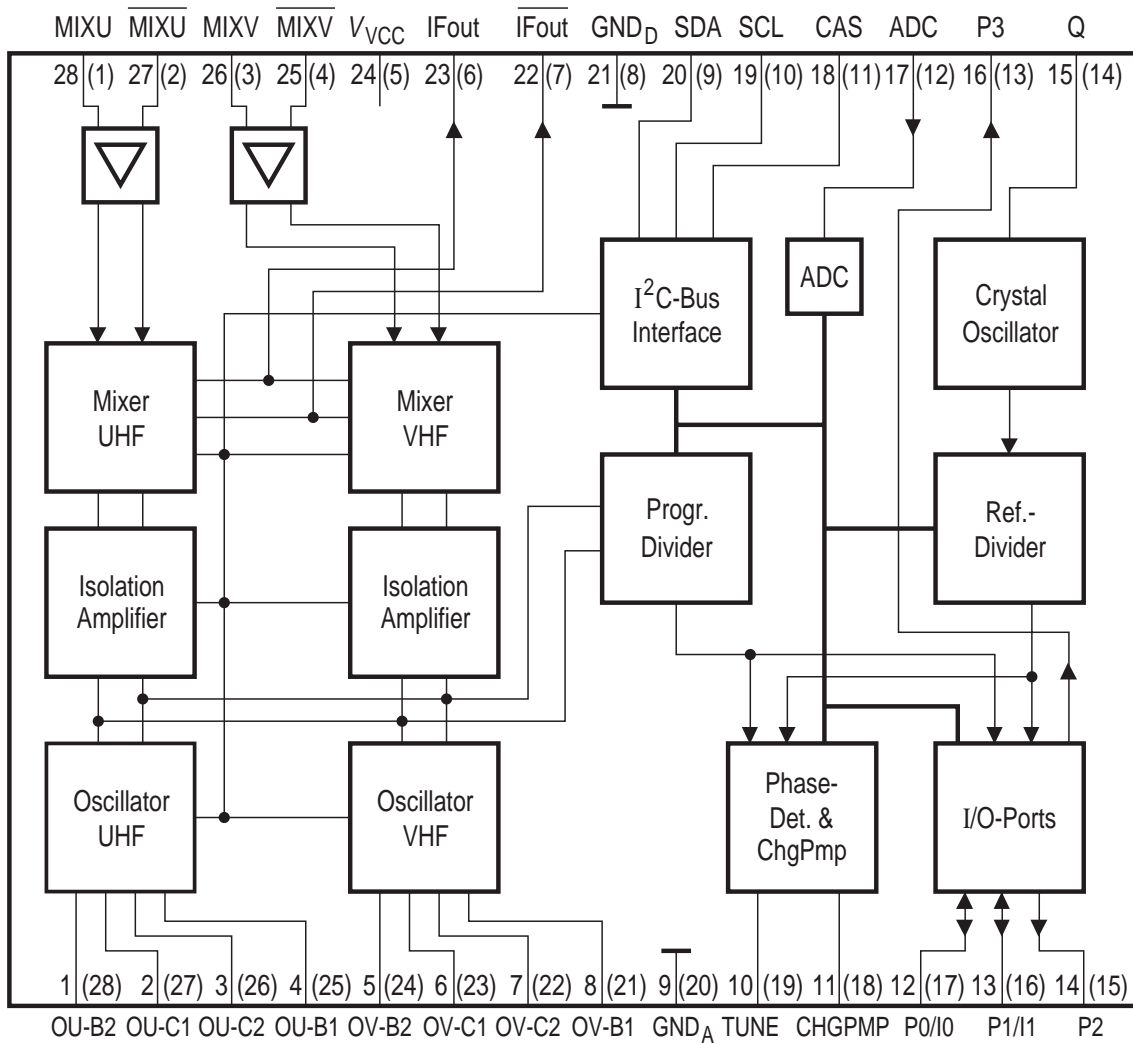 MIXU MIXU MIXV MIXV VVCC IFout IFout GNDD SDA SCL CAS ADC P3 Q
28 (1) 27 (2) 26 (3) 25 (4) 24 (5) 23 (6) 22 (7) 21 (8) 20 (9) 19 (10) 18 (11) 17 (12) 16 (13) 15 (14)
I2C-Bus
Interface
ADC
Crystal
Oscillator
Mixer
UHF
Mixer
VHF
Progr.
Divider
Ref.-
Divider
Isolation
Amplifier
Isolation
Amplifier
Oscillator
UHF
Oscillator
VHF
Phase-
Det. &
ChgPmp
I/O-Ports
1 (28) 2 (27) 3 (26) 4 (25) 5 (24) 6 (23) 7 (22) 8 (21) 9 (20) 10 (19) 11 (18) 12 (17) 13 (16) 14 (15)
OU-B2 OU-C1 OU-C2 OU-B1 OV-B2 OV-C1 OV-C2 OV-B1 GNDA TUNE CHGPMP P0/I0 P1/I1 P2